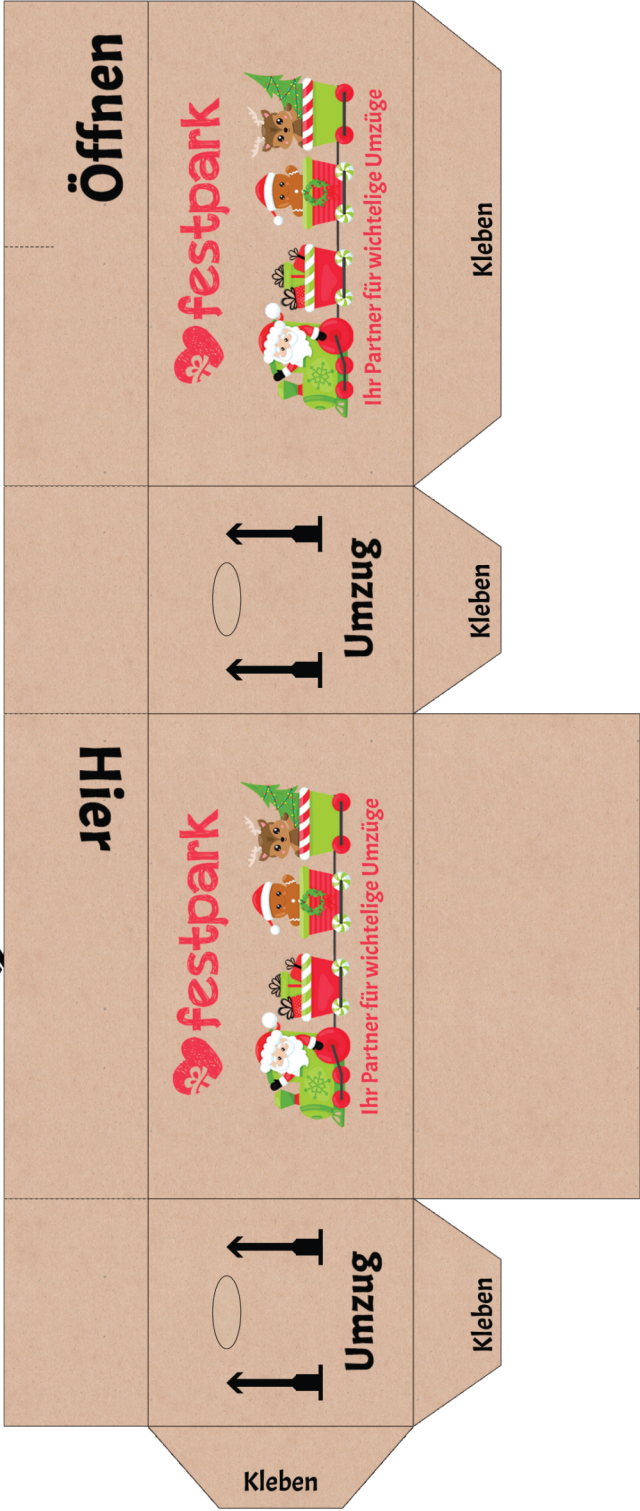 Öffnen
festpark
Ihr Partner für wichtelige Umzüge
Kleben
Umzug
Kleben
Hier
festpark
Ihr Partner für wichtelige Umzüge
Umzug
Kleben
Kleben